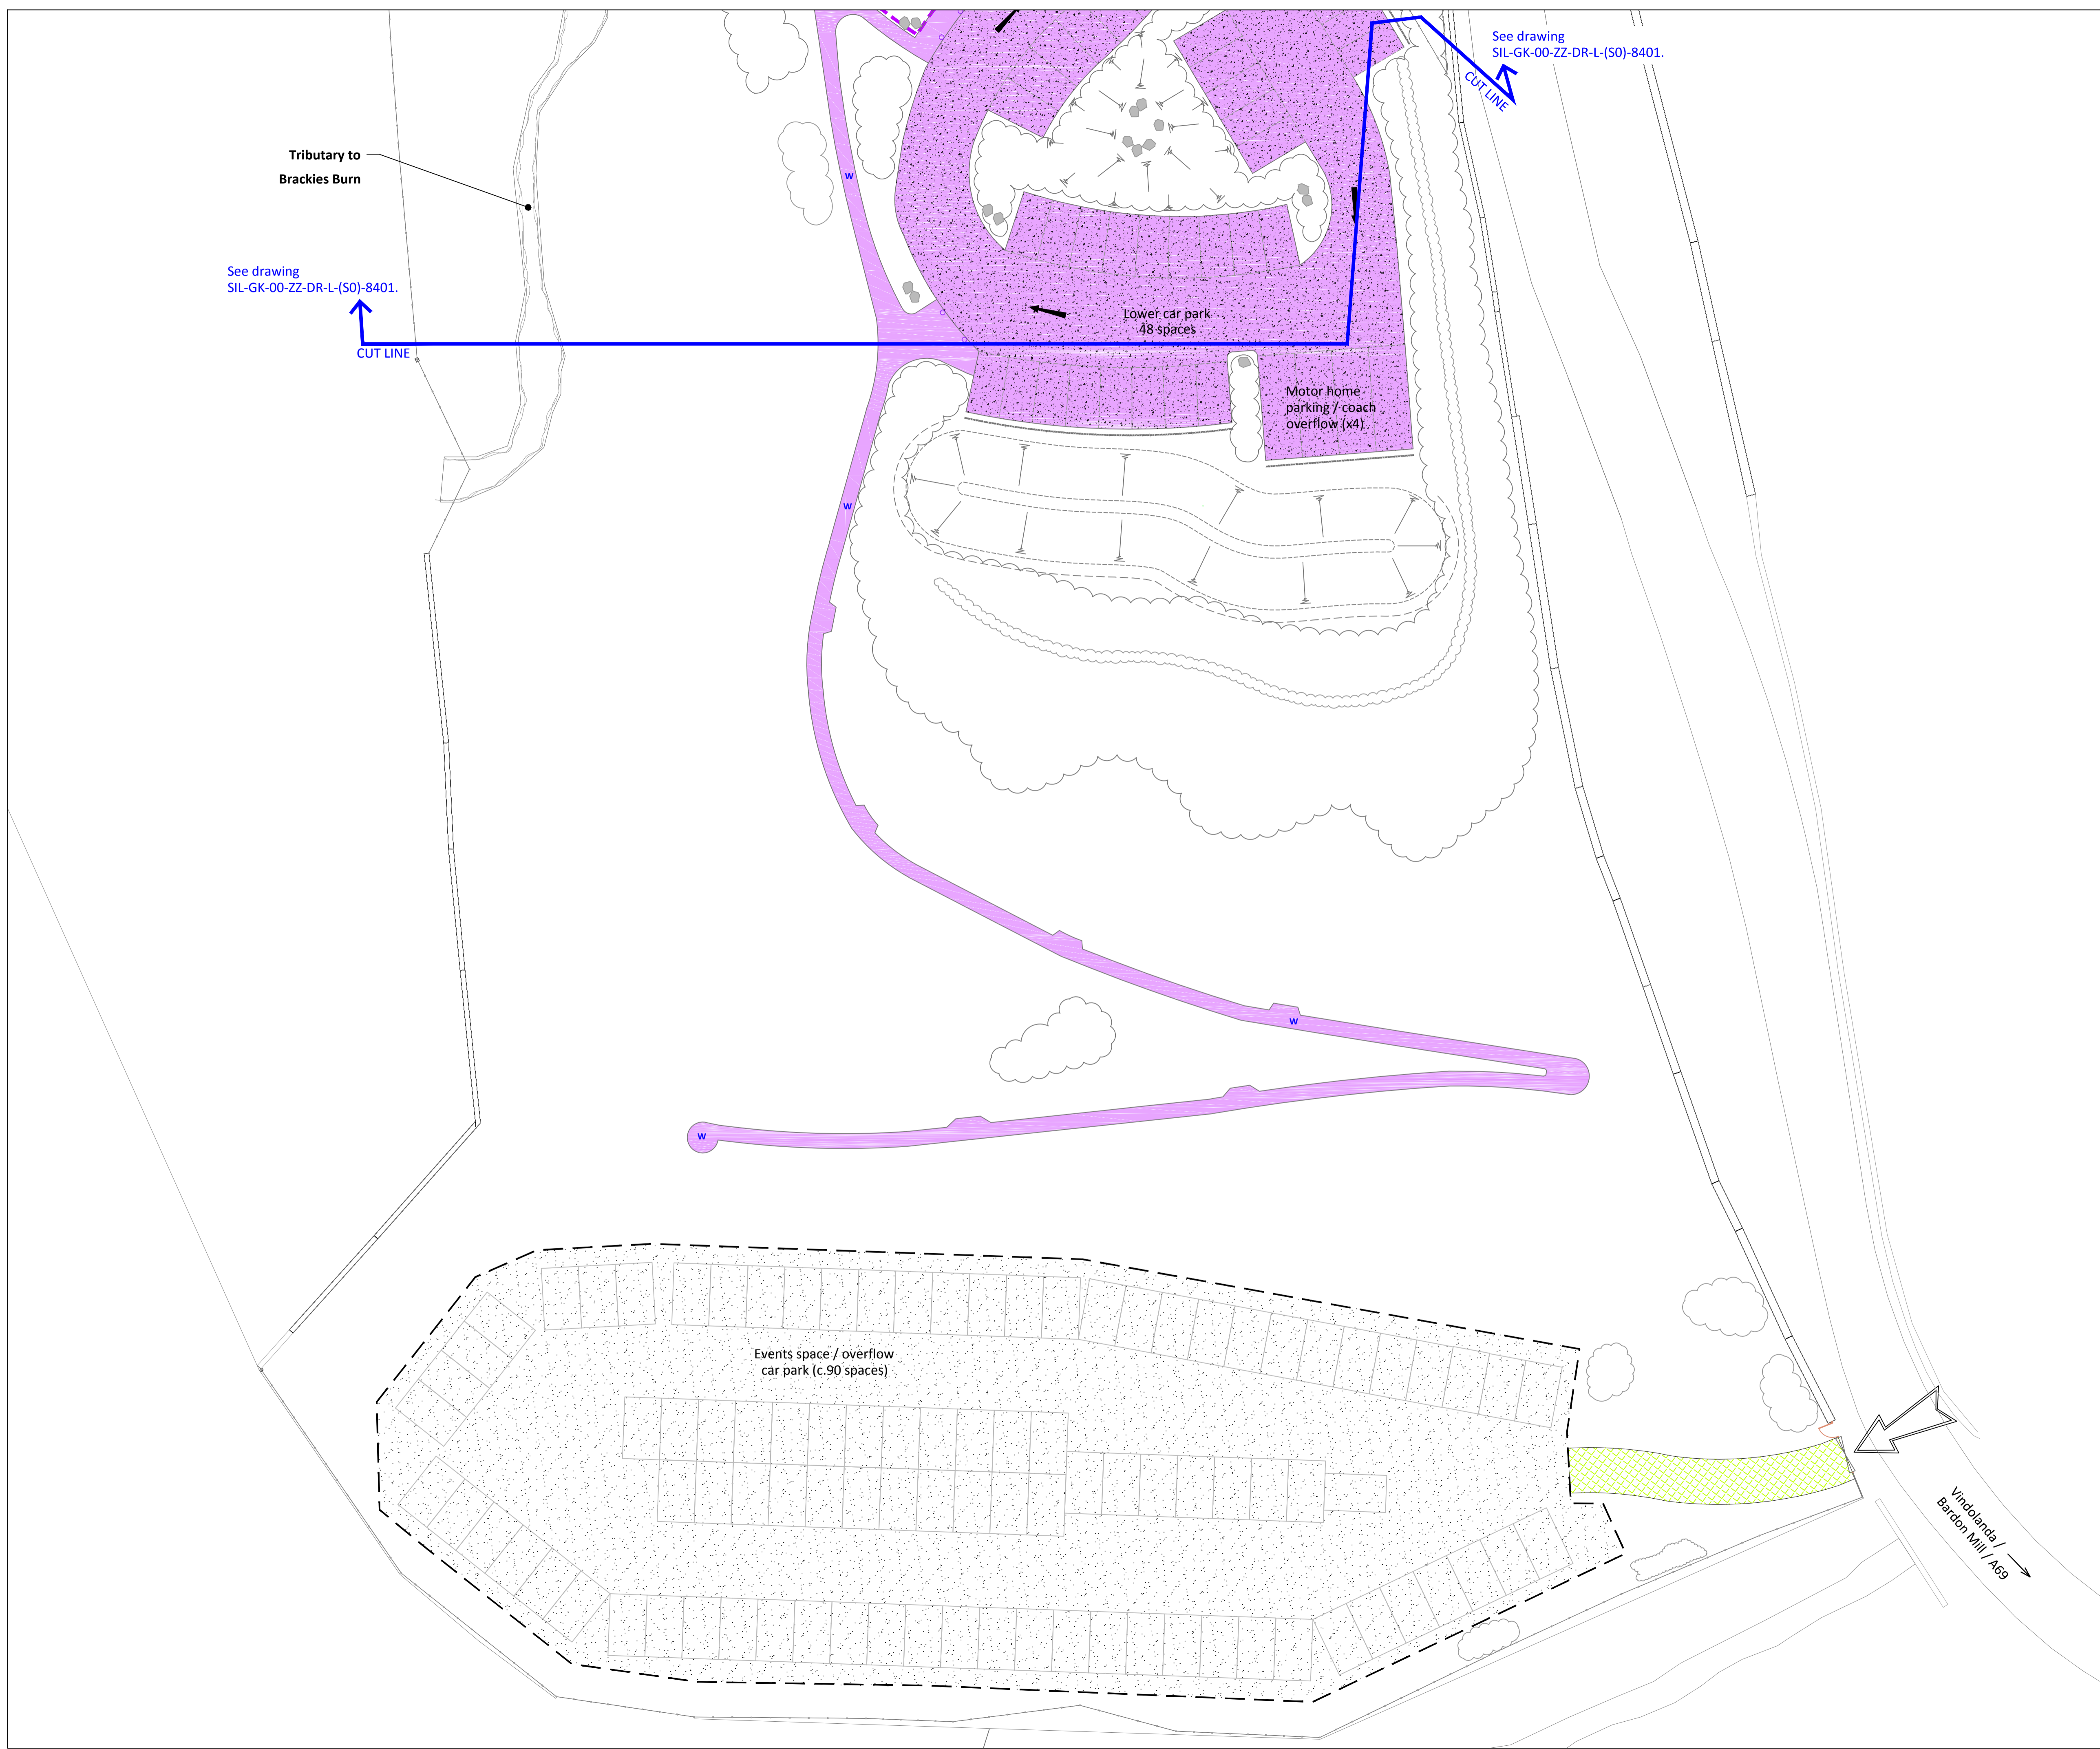 See drawing
SIL-GK-00-ZZ-DR-L-(S0)-8401.
CUT LINE
Tributary to
Brackies Burn
W
See drawing
SIL-GK-00-ZZ-DR-L-(S0)-8401.
CUT LINE
Lower car park
48 spaces
Motor home
parking / coach
overflow (x4)
W
W
W
Events space / overflow
car park (c.90 spaces)
Vindolanda /
Bardon Mill / A69